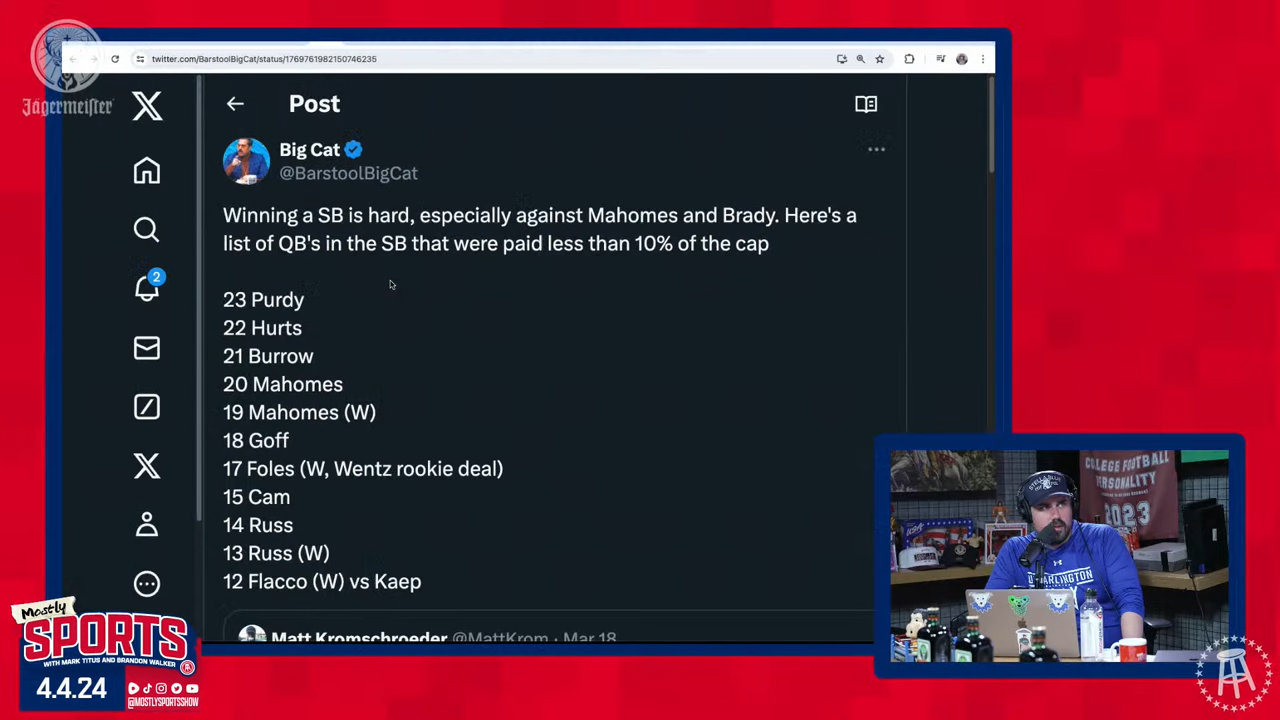 Jägermeister
twitter.com/BarstoolBigCat/status/1769761982150746235
Post
Big Cat
@BarstoolBigCat
Winning a SB is hard, especially against Mahomes and Brady. Here's a
list of QB's in the SB that were paid less than 10% of the cap
2
23 Purdy
22 Hurts
21 Burrow
20 Mahomes
19 Mahomes (W)
18 Goff
17 Foles (W, Wentz rookie deal)
15 Cam
14 Russ
13 Russ (W)
12 Flacco (W) vs Kaep
Matt Kromschroeder @MattKrom · Mar 18
COLLEGE FOOTBALL
PERSONALITY
2023
Mostly
SPORTS
WITH MARK TITUS AND BRANDON WALKER
4.4.24
@MOSTLYSPORTSSHOW